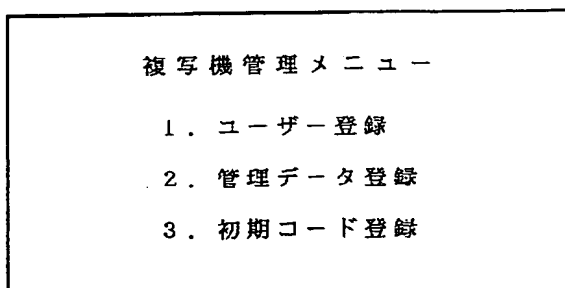 複写機管理メニュー
1．ユーザー登録
2．管理データ登録
3．初期コード登録